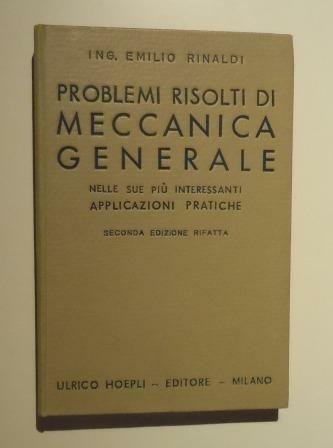 ING. EMILIO RINALDI
PROBLEMI RISOLTI DI
MECCANICA
GENERALE
NELLE SUE PIÙ INTERESSANTI
APPLICAZIONI PRATICHE
SECONDA EDIZIONE RIFATTA
ULRICO HOEPLI - EDITORE - MILANO